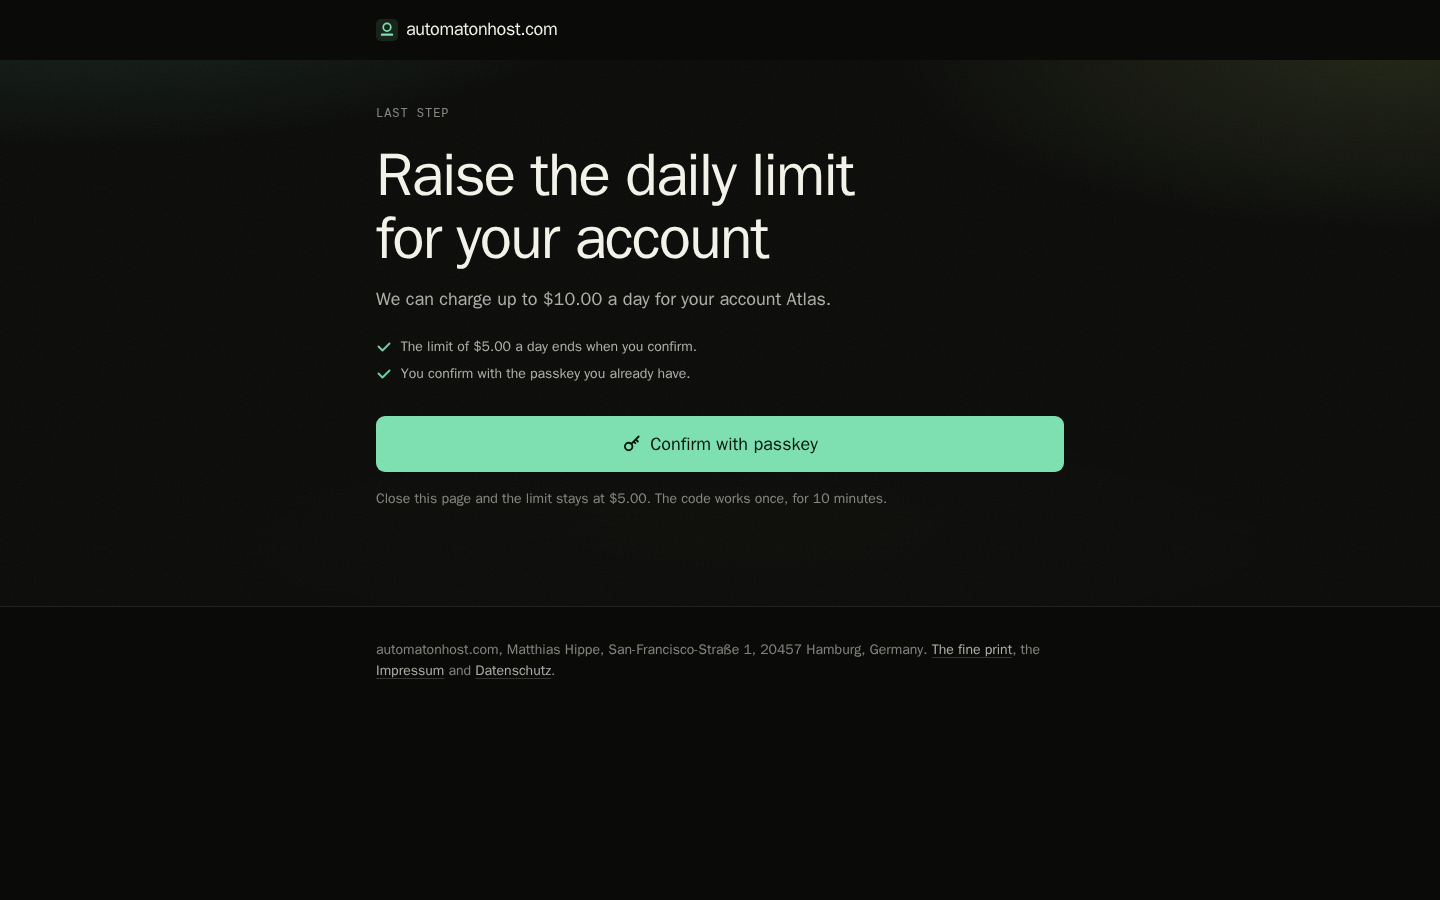 automatonhost.com
LAST STEP
Raise the daily limit
for your account
We can charge up to $10.00 a day for your account Atlas.
The limit of $5.00 a day ends when you confirm.
You confirm with the passkey you already have.
Confirm with passkey
Close this page and the limit stays at $5.00. The code works once, for 10 minutes.
automatonhost.com, Matthias Hippe, San-Francisco-Straße 1, 20457 Hamburg, Germany. The fine print, the
Impressum and Datenschutz.